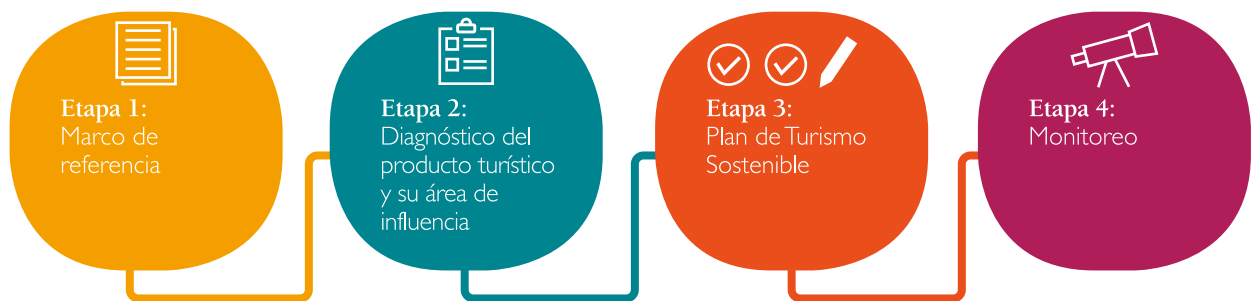 Etapa 1:
Marco de
referencia
Etapa 2:
Diagnóstico del
producto turístico
y su área de
influencia
Etapa 3:
Plan de Turismo
Sostenible
Etapa 4:
Monitoreo